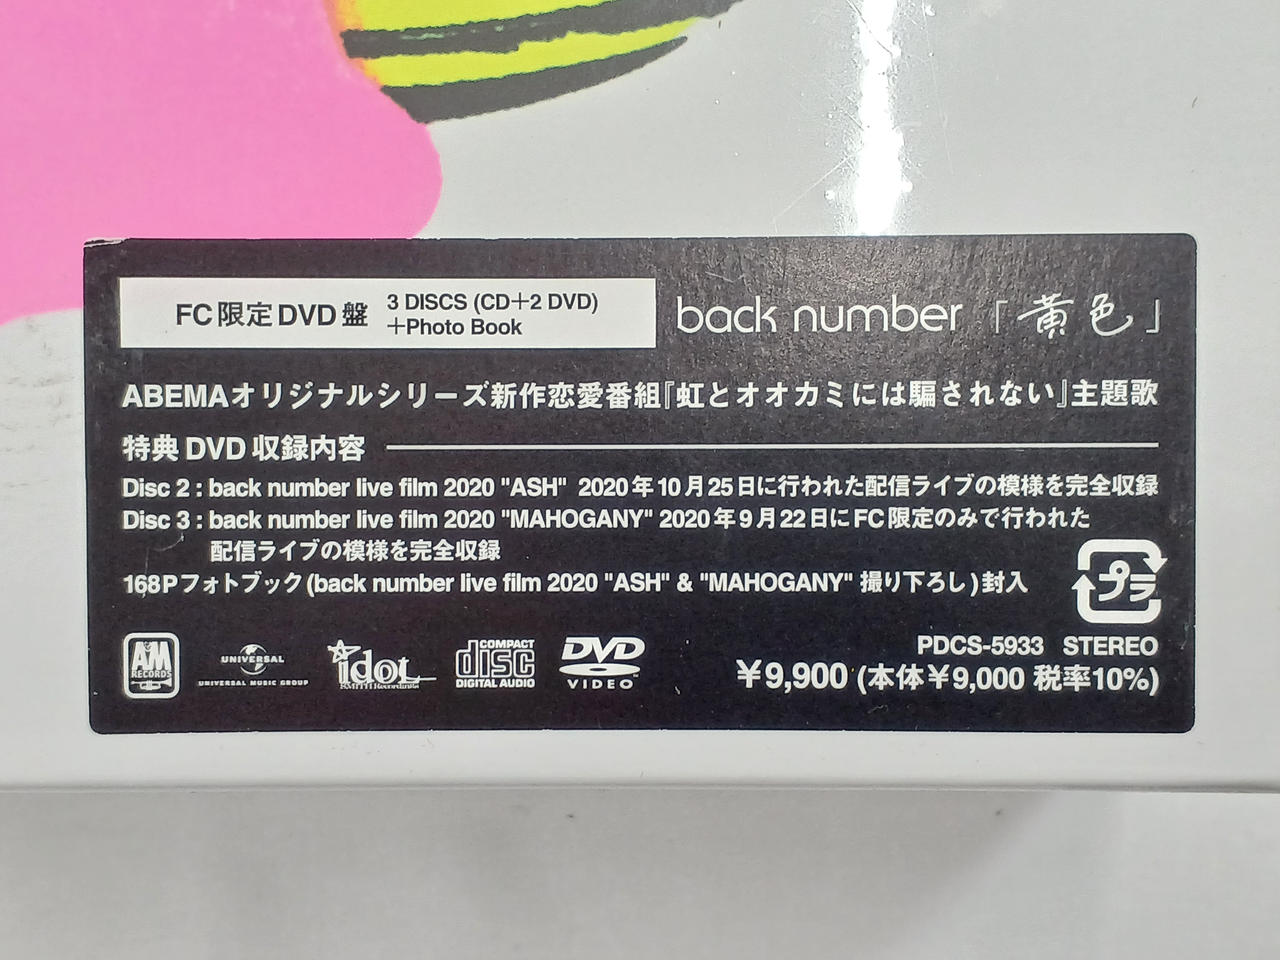 FC限定DVD盤 3 DISCS (CD+2 DVD)
+Photo Book
back number 「黄色」
ABEMAオリジナルシリーズ新作恋愛番組『虹とオオカミには騙されない』主題歌
特典DVD収録内容
Disc 2 : back number live film 2020 "ASH" 2020年10月25日に行われた配信ライブの模様を完全収録
Disc 3 : back number live film 2020 "MAHOGANY" 2020年9月22日にFC限定のみで行われた
配信ライブの模様を完全収録
168Pフォトブック(back number live film 2020 "ASH" & "MAHOGANY" 撮り下ろし)封入
プラ
A&M RECORDS
UNIVERSAL
UNIVERSAL MUSIC GROUP
idol
SMITH Recordings
COMPACT disc DIGITAL AUDIO
DVD VIDEO
PDCS-5933 STEREO
¥9,900 (本体¥9,000 税率10%)